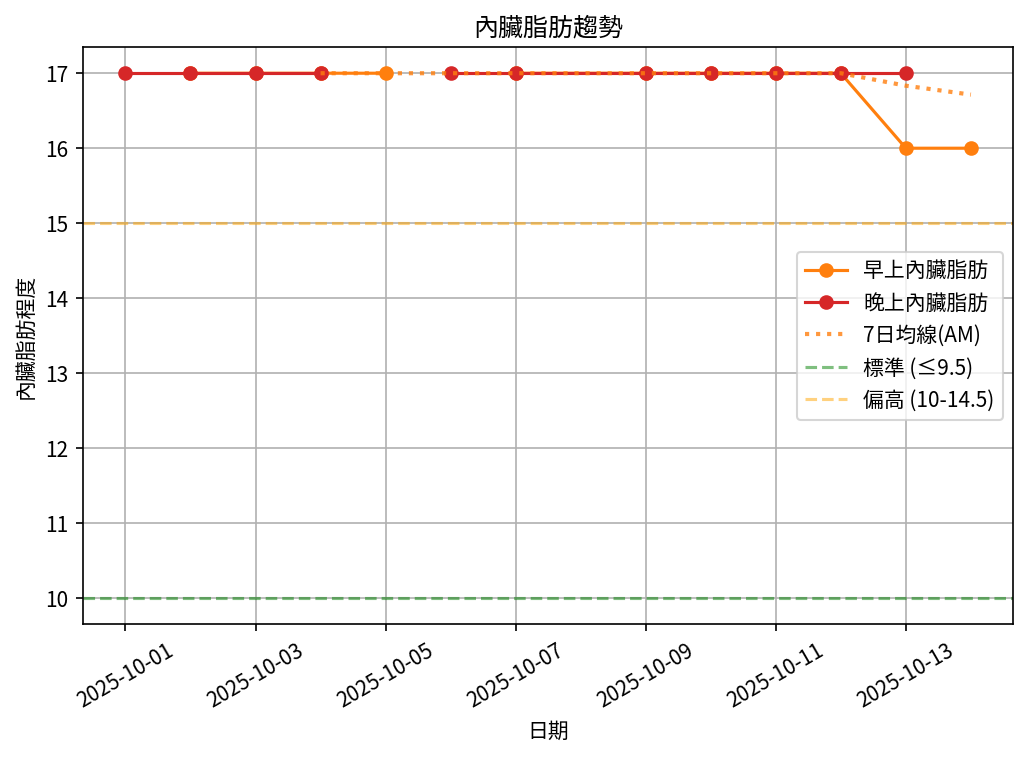 內臟脂肪趨勢
內臟脂肪程度
17
16
15
14
13
12
11
10
早上內臟脂肪
晚上內臟脂肪
7日均線(AM)
標準 (≤9.5)
偏高 (10-14.5)
2025-10-01
2025-10-03
2025-10-05
2025-10-07
2025-10-09
2025-10-11
2025-10-13
日期